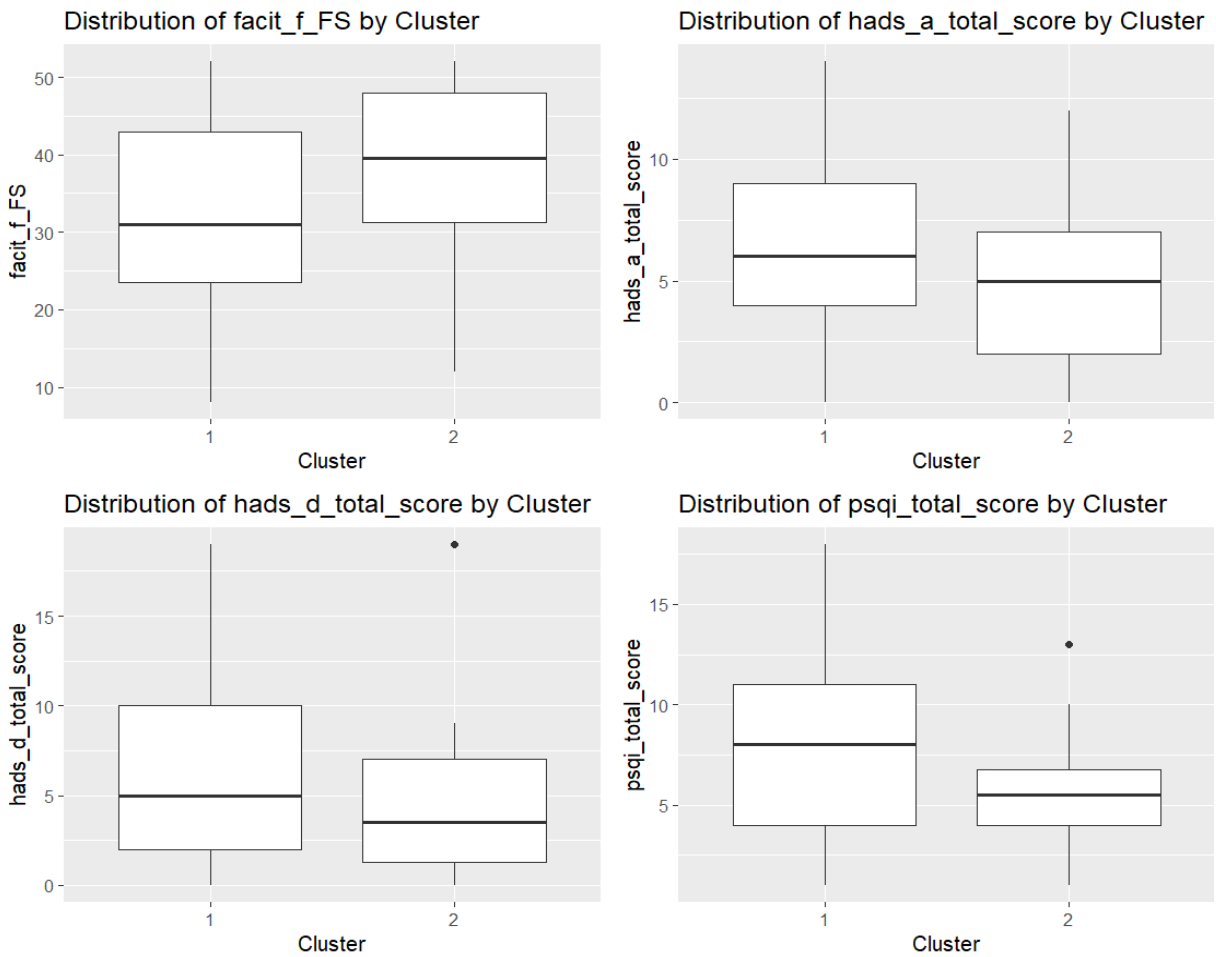 Distribution of facit_f_FS by Cluster
facit_f_FS
50
40
30
20
10
1
2
Cluster
Distribution of hads_a_total_score by Cluster
hads_a_total_score
10
5
0
1
2
Cluster
Distribution of hads_d_total_score by Cluster
hads_d_total_score
15
10
5
0
1
2
Cluster
Distribution of psqi_total_score by Cluster
psqi_total_score
15
10
5
1
2
Cluster